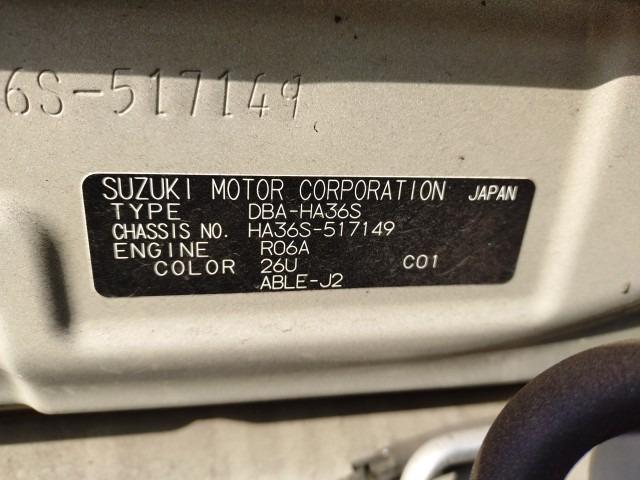 6S-517149
SUZUKI MOTOR CORPORATION JAPAN
TYPE DBA-HA36S
CHASSIS NO. HA36S-517149
ENGINE R06A
COLOR 26U C01
ABLE-J2